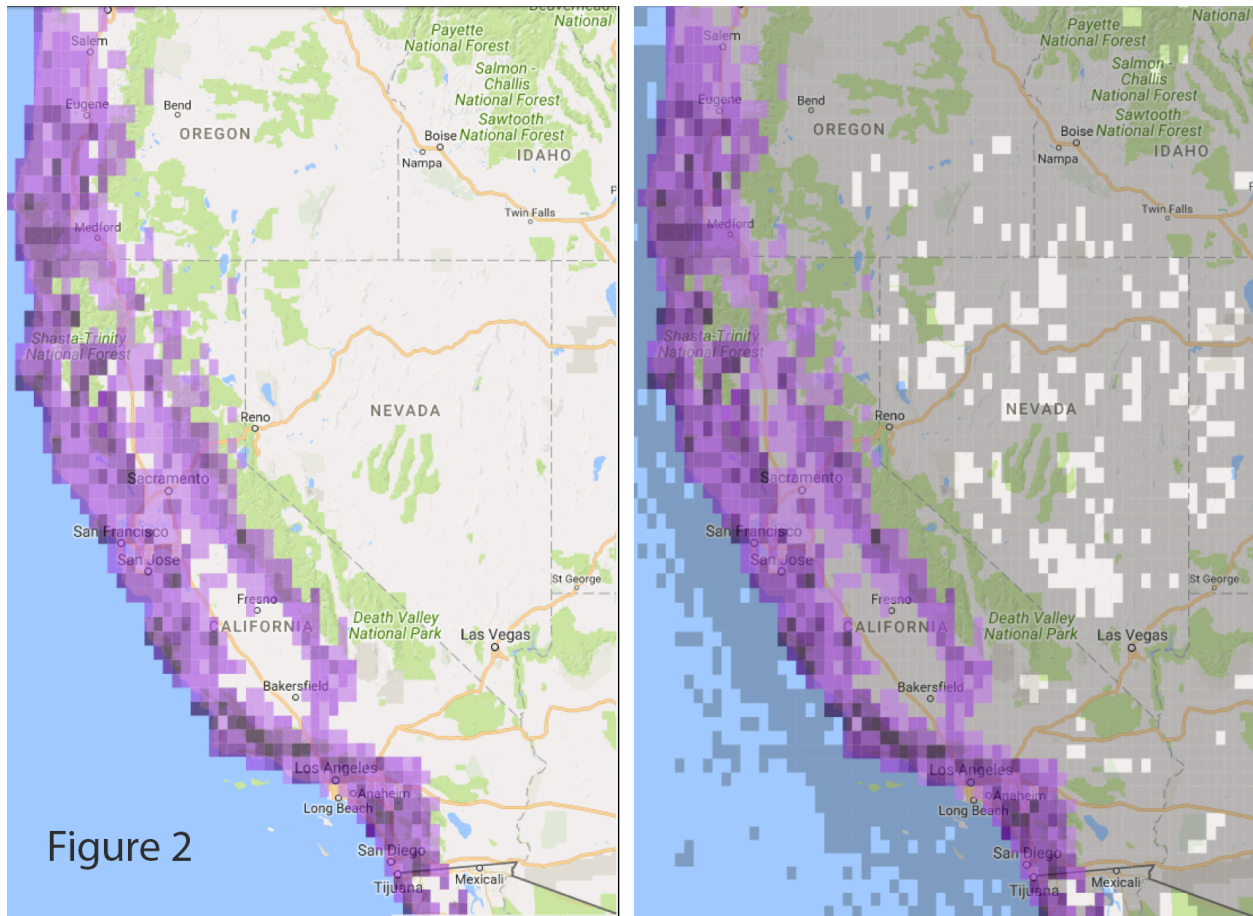 Beaverhead
National
Salem
Payette
National Forest
Salmon -
Challis
National Forest
Eugene
Bend
OREGON
Sawtooth
National Forest
Boise
IDAHO
Nampa
Twin Falls
Medford
Shasta-Trinity
National Forest
Reno
NEVADA
Sacramento
San Francisco
San Jose
St George
Fresno
CALIFORNIA
Death Valley
National Park
Las Vegas
Bakersfield
Los Angeles
Anaheim
Long Beach
Figure 2
San Diego
Tijuana
Mexicali
National
Salem
Payette
National Forest
Salmon -
Challis
National Forest
Eugene
Bend
OREGON
Sawtooth
National Forest
Boise
IDAHO
Nampa
Twin Falls
Medford
Shasta-Trinity
National Forest
Reno
NEVADA
Sacramento
San Francisco
San Jose
St George
Fresno
CALIFORNIA
Death Valley
National Park
Las Vegas
Bakersfield
Los Angeles
Anaheim
Long Beach
San Diego
Tijuana
Mexicali